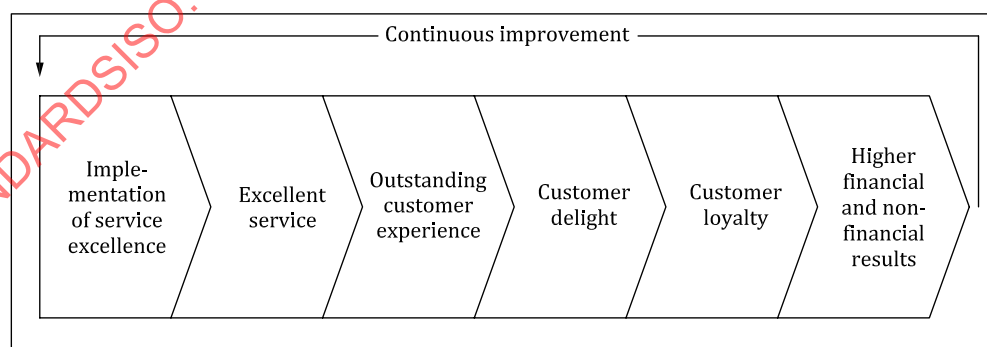 Continuous improvement
Imple-
mentation
of service
excellence
Excellent
service
Outstanding
customer
experience
Customer
delight
Customer
loyalty
Higher
financial
and non-
financial
results
NDARDSISO.